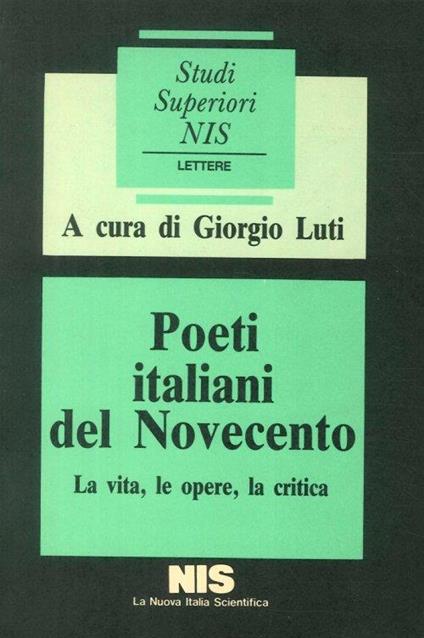 Studi
Superiori
NIS
LETTERE
A cura di Giorgio Luti
Poeti
italiani
del Novecento
La vita, le opere, la critica
NIS
La Nuova Italia Scientifica